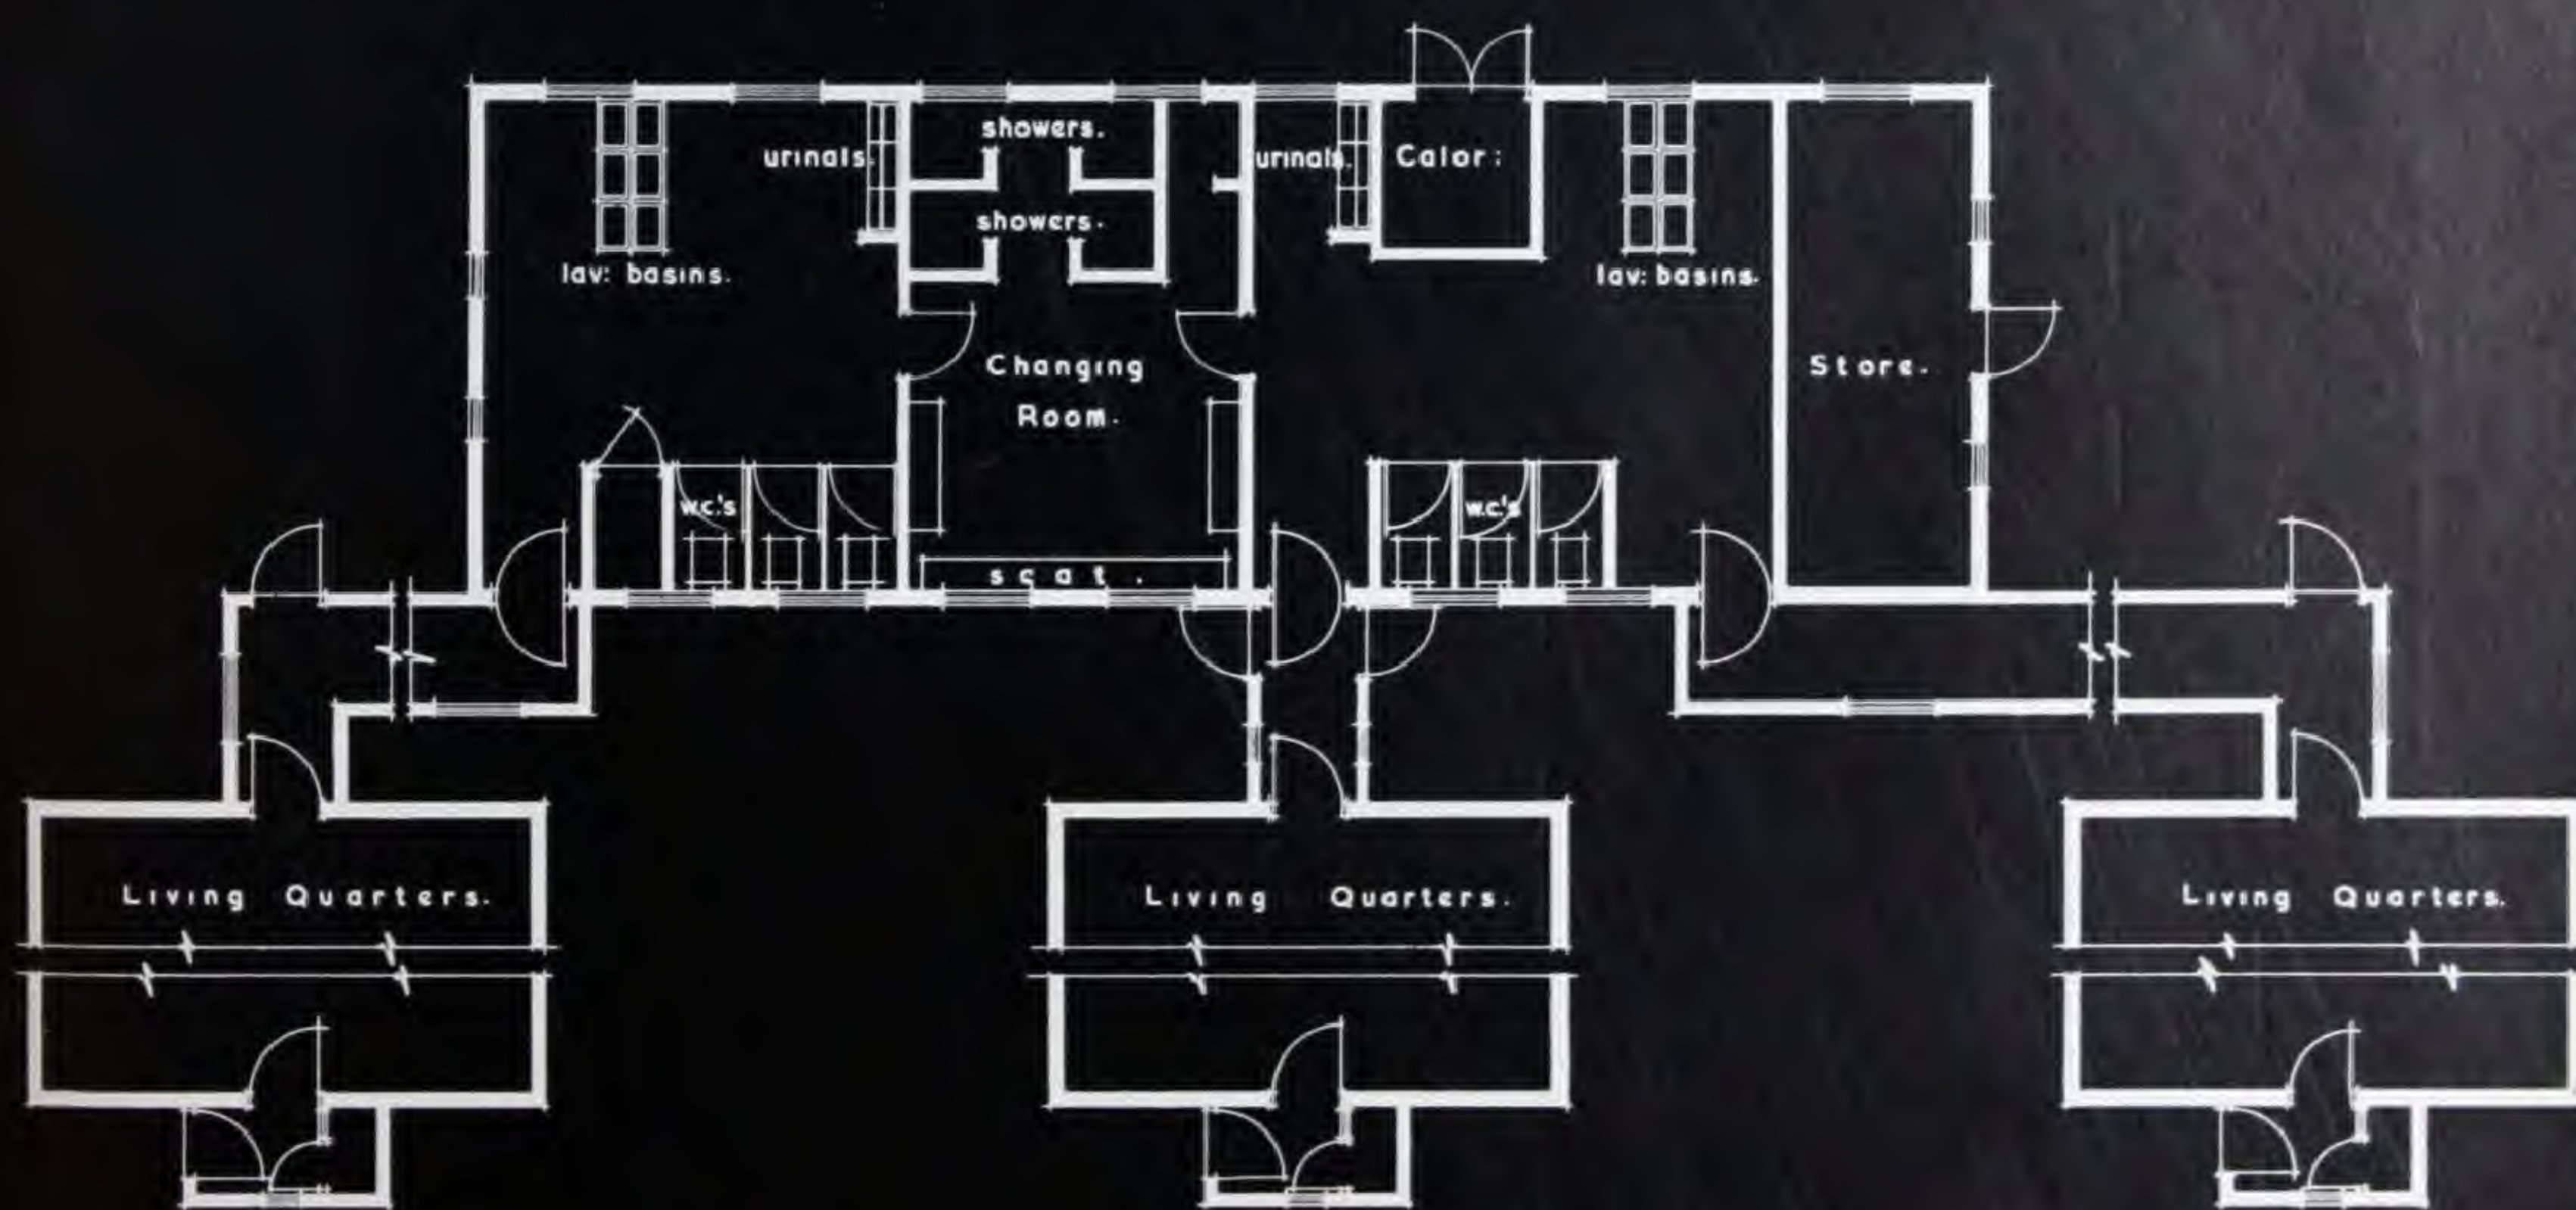 showers.
urinals.
urinals.
Calor:
showers.
lav: basins.
lav: basins.
Changing
Room.
Store.
w.c.'s
w.c.'s
seat.
Living Quarters.
Living Quarters.
Living Quarters.